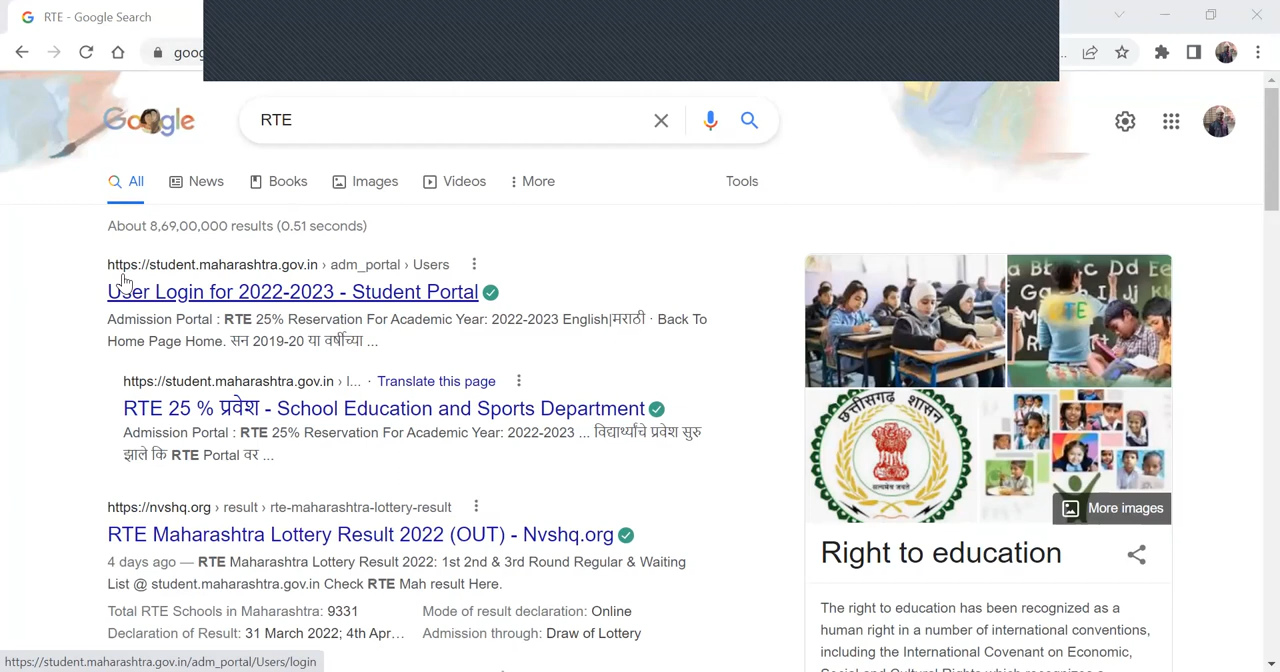 RTE - Google Search
goog
Google
RTE
All News Books Images Videos More Tools
About 8,69,00,000 results (0.51 seconds)
https://student.maharashtra.gov.in › adm_portal › Users
User Login for 2022-2023 - Student Portal
Admission Portal : RTE 25% Reservation For Academic Year: 2022-2023 English|मराठी · Back To
Home Page Home. सन 2019-20 या वर्षीच्या ...
https://student.maharashtra.gov.in › l... · Translate this page
RTE 25 % प्रवेश - School Education and Sports Department
Admission Portal : RTE 25% Reservation For Academic Year: 2022-2023 ... विद्यार्थ्यांचे प्रवेश सुरु
झाले कि RTE Portal वर ...
https://nvshq.org › result › rte-maharashtra-lottery-result
RTE Maharashtra Lottery Result 2022 (OUT) - Nvshq.org
4 days ago — RTE Maharashtra Lottery Result 2022: 1st 2nd & 3rd Round Regular & Waiting
List @ student.maharashtra.gov.in Check RTE Mah result Here.
Total RTE Schools in Maharashtra: 9331 Mode of result declaration: Online
Declaration of Result: 31 March 2022; 4th Apr... Admission through: Draw of Lottery
a Bb c Dd Ee
RTE
छत्तीसगढ़ शासन
More images
Right to education
The right to education has been recognized as a
human right in a number of international conventions,
including the International Covenant on Economic,
https://student.maharashtra.gov.in/adm_portal/Users/login